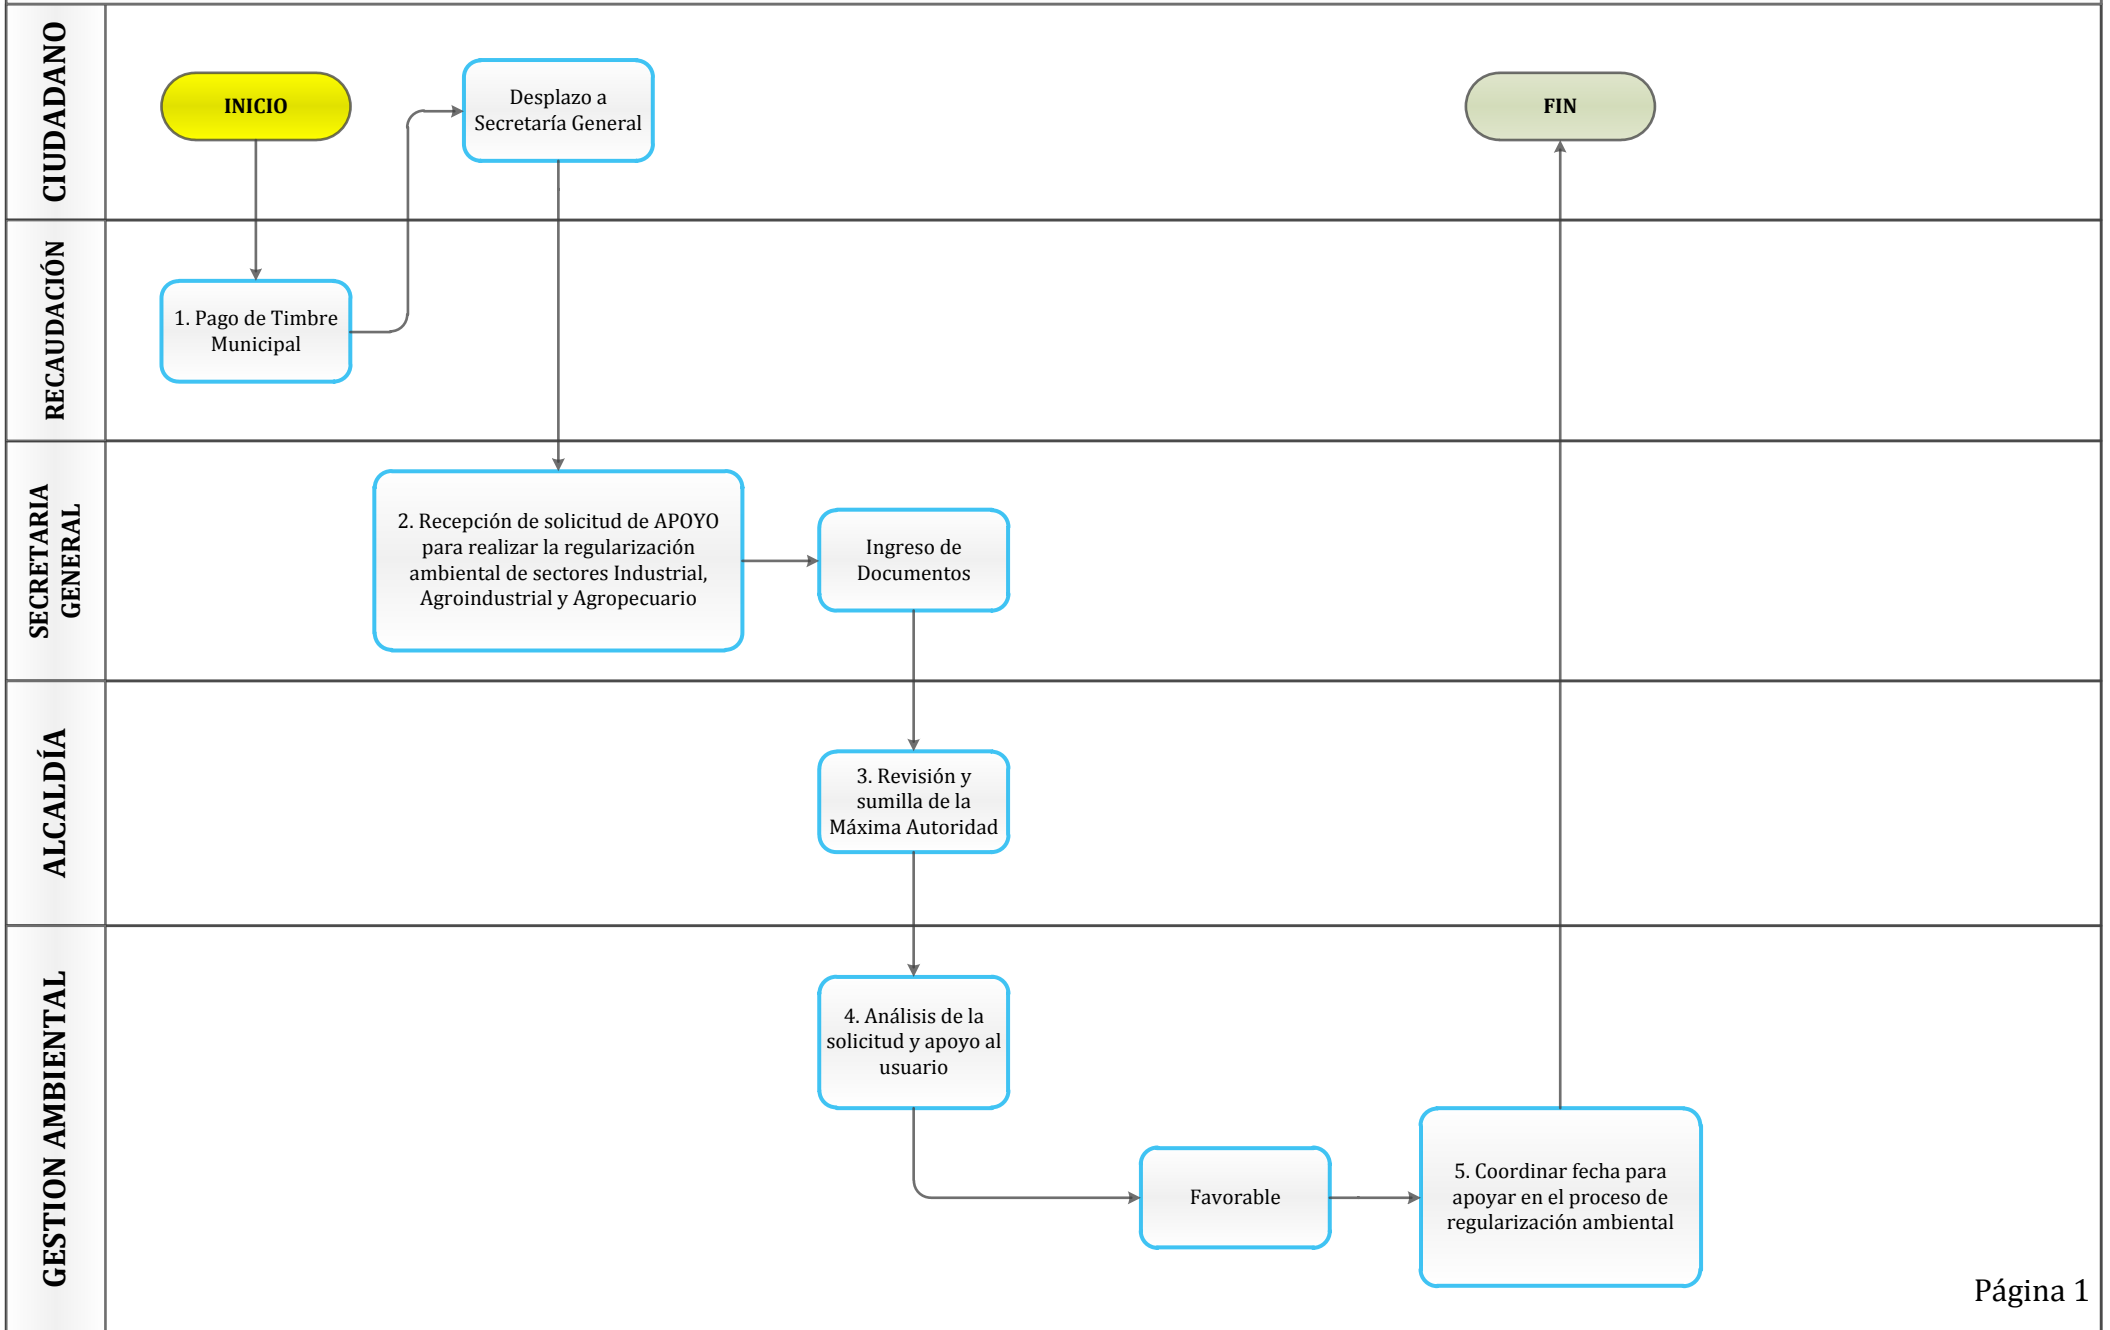 CIUDADANO
INICIO
Desplazo a
Secretaría General
FIN
RECAUDACIÓN
1. Pago de Timbre
Municipal
SECRETARIA
GENERAL
2. Recepción de solicitud de APOYO
para realizar la regularización
ambiental de sectores Industrial,
Agroindustrial y Agropecuario
Ingreso de
Documentos
ALCALDÍA
3. Revisión y
sumilla de la
Máxima Autoridad
GESTION AMBIENTAL
4. Análisis de la
solicitud y apoyo al
usuario
Favorable
5. Coordinar fecha para
apoyar en el proceso de
regularización ambiental
Página 1